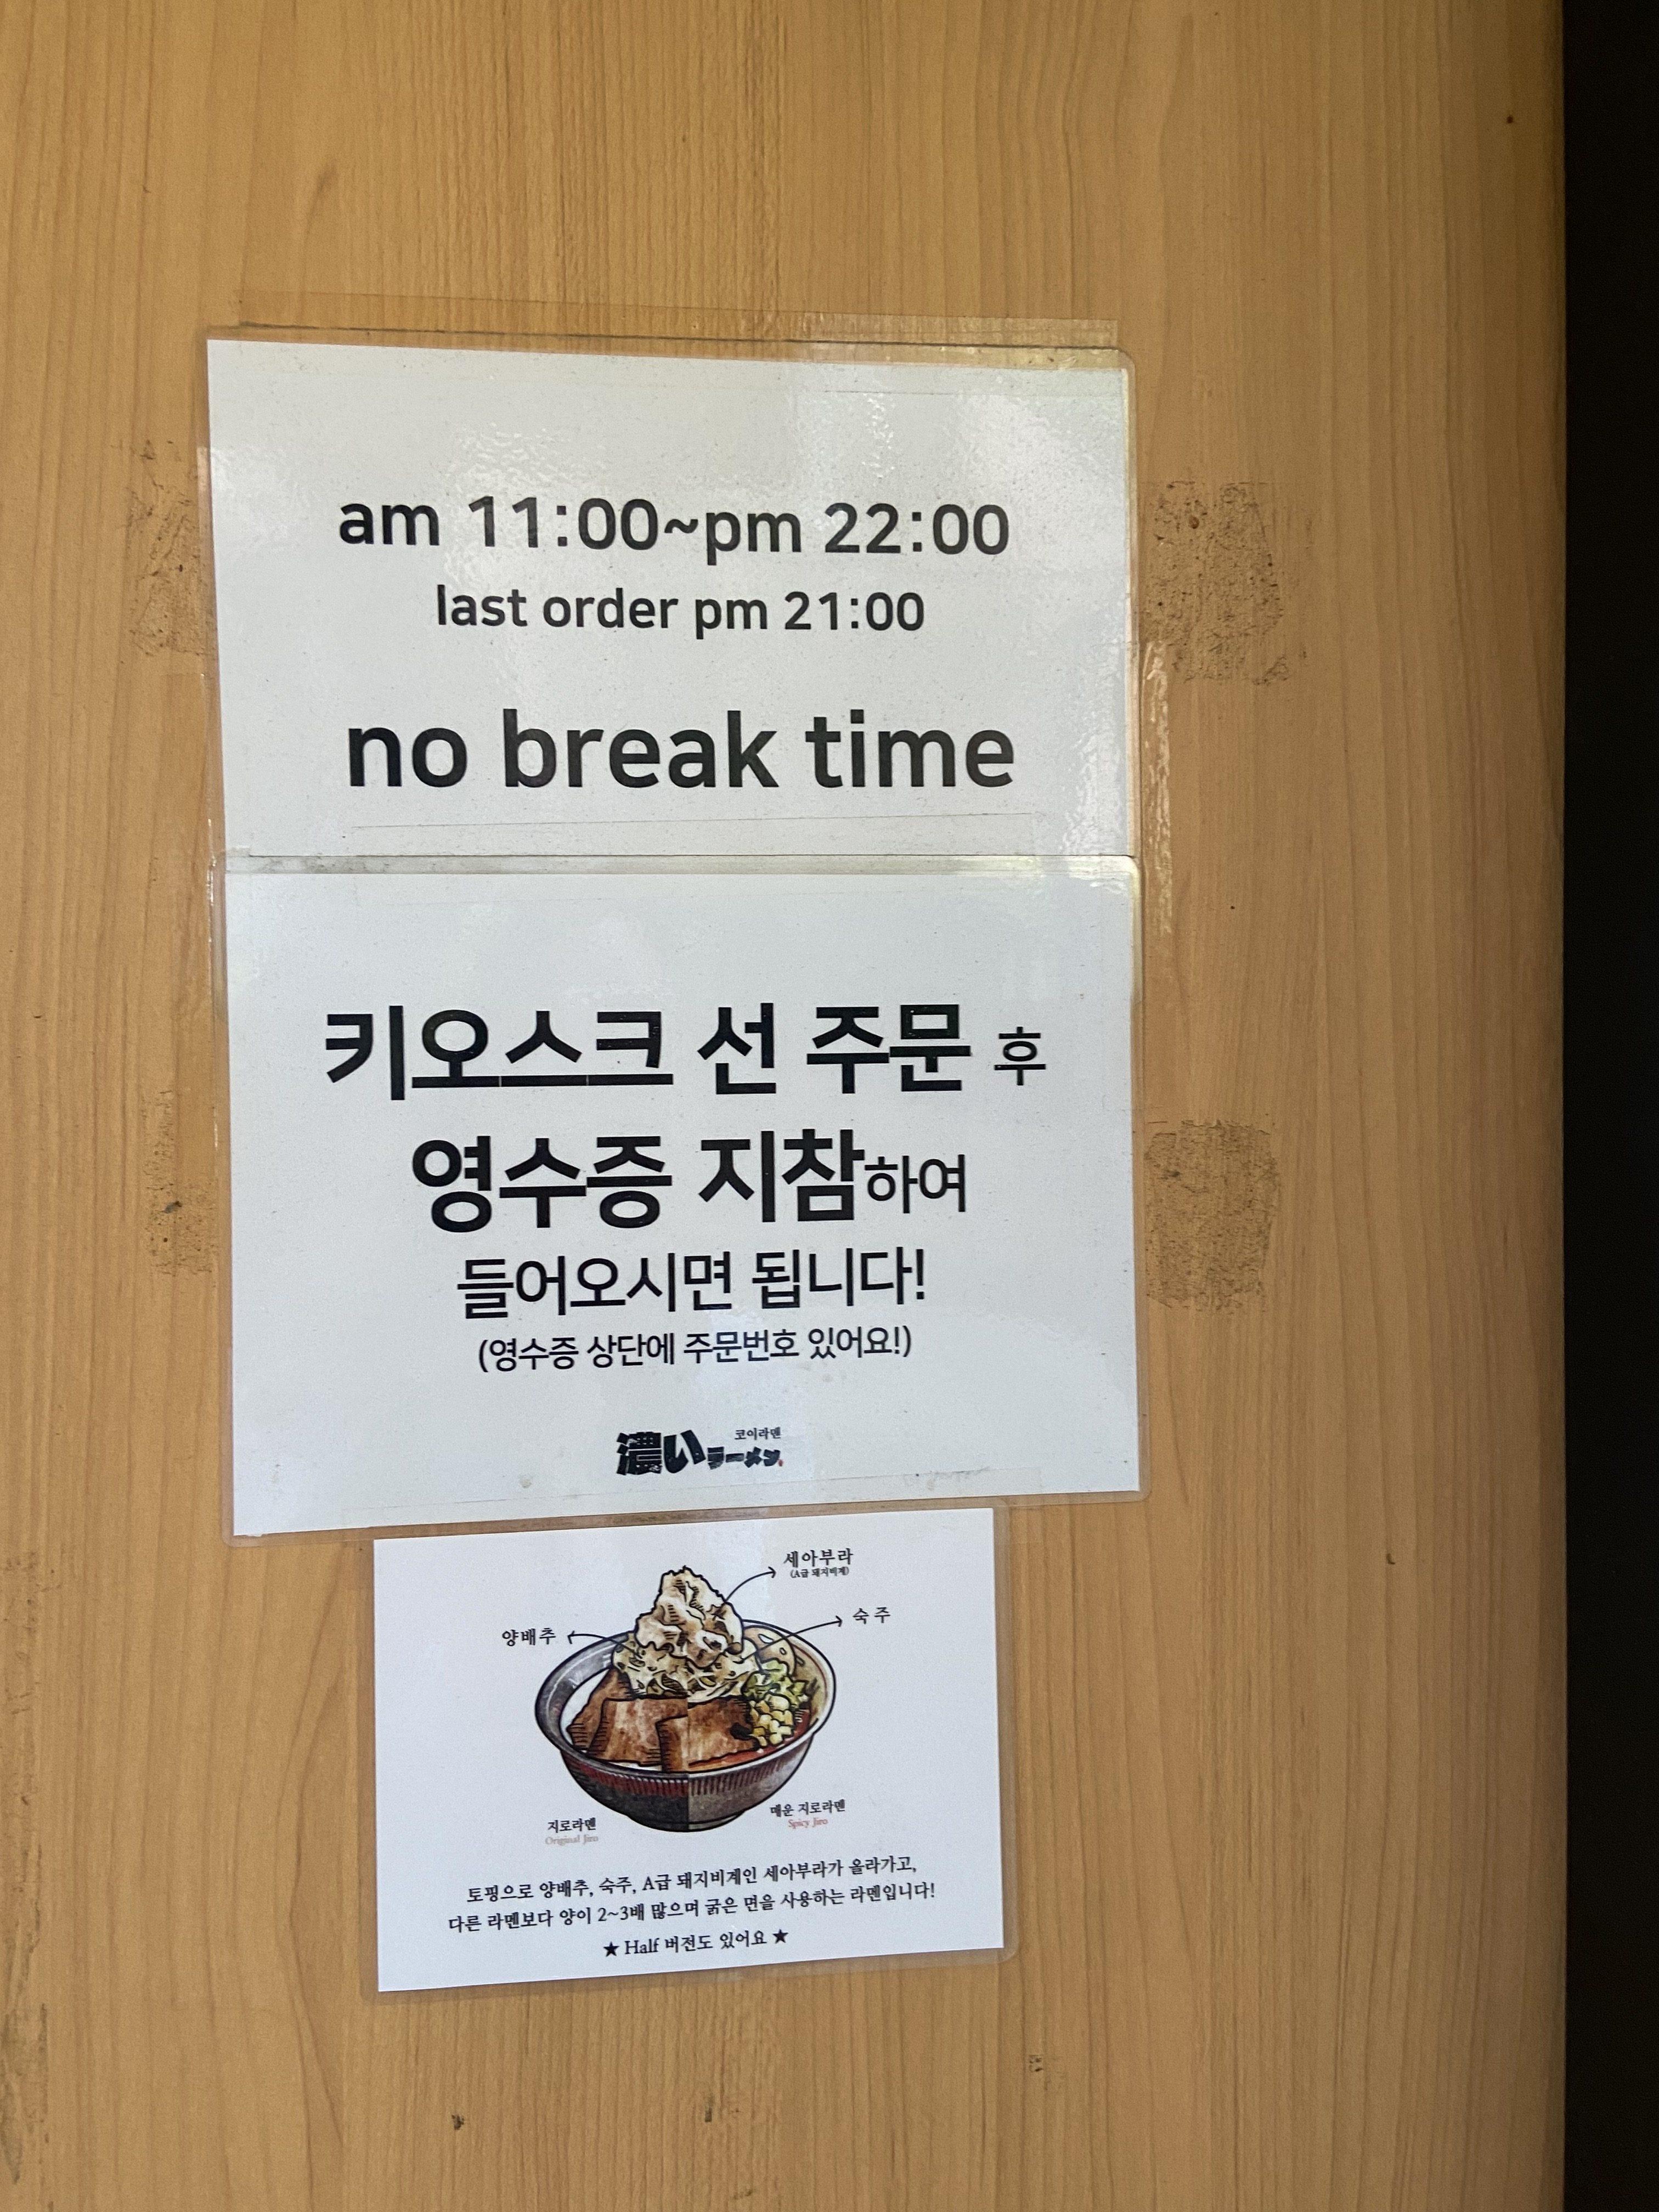 am 11:00~pm 22:00
last order pm 21:00
no break time
키오스크 선 주문 후
영수증 지참하여
들어오시면 됩니다!
(영수증 상단에 주문번호 있어요!)
코이라멘
濃いラーメン
세아부라
(A급 돼지비계)
숙주
양배추
지로라멘
Original Jiro
매운 지로라멘
Spicy Jiro
토핑으로 양배추, 숙주, A급 돼지비계인 세아부라가 올라가고,
다른 라멘보다 양이 2~3배 많으며 굵은 면을 사용하는 라멘입니다!
★ Half 버전도 있어요 ★